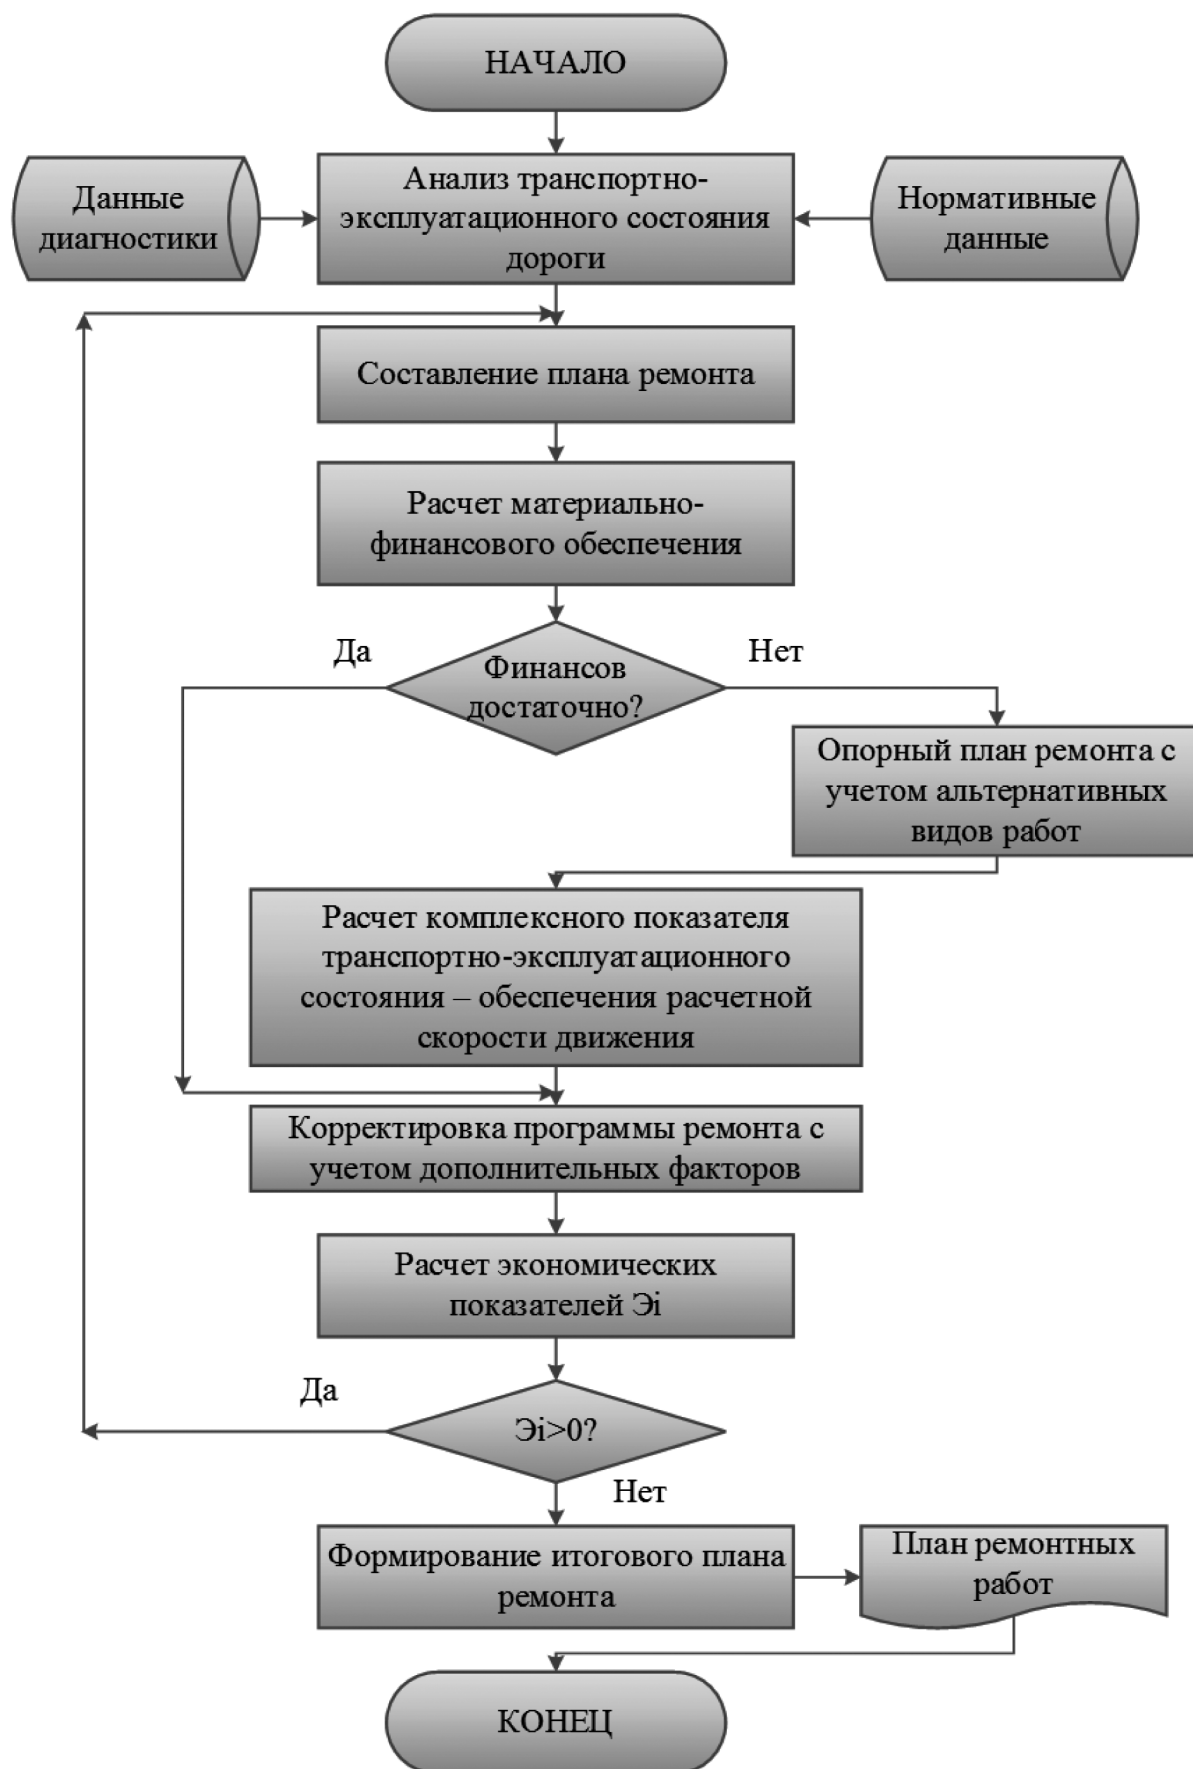 НАЧАЛО
Данные
диагностики
Анализ транспортно-
эксплуатационного состояния
дороги
Нормативные
данные
Составление плана ремонта
Расчет материально-
финансового обеспечения
Да
Финансов
достаточно?
Нет
Опорный план ремонта с
учетом альтернативных
видов работ
Расчет комплексного показателя
транспортно-эксплуатационного
состояния – обеспечения расчетной
скорости движения
Корректировка программы ремонта с
учетом дополнительных факторов
Расчет экономических
показателей Эi
Да
Эi>0?
Нет
Формирование итогового плана
ремонта
План ремонтных
работ
КОНЕЦ